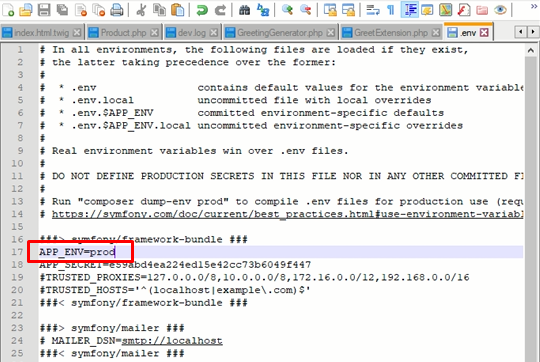 index.html.twig Product.php dev.log GreetingGenerator.php GreetExtension.php .env
1 # In all environments, the following files are loaded if they exist,
2 # the latter taking precedence over the former:
3 #
4 # * .env contains default values for the environment variable
5 # * .env.local uncommitted file with local overrides
6 # * .env.$APP_ENV committed environment-specific defaults
7 # * .env.$APP_ENV.local uncommitted environment-specific overrides
8 #
9 # Real environment variables win over .env files.
10 #
11 # DO NOT DEFINE PRODUCTION SECRETS IN THIS FILE NOR IN ANY OTHER COMMITTED FI
12 #
13 # Run "composer dump-env prod" to compile .env files for production use (requ
14 # https://symfony.com/doc/current/best_practices.html#use-environment-variabl
15
16 ###> symfony/framework-bundle ###
17 APP_ENV=prod
18 APP_SECRET=e59abd4ea224ed15e42cc73b6049f447
19 #TRUSTED_PROXIES=127.0.0.0/8,10.0.0.0/8,172.16.0.0/12,192.168.0.0/16
20 #TRUSTED_HOSTS='^(localhost|example\.com)$'
21 ###< symfony/framework-bundle ###
22
23 ###> symfony/mailer ###
24 # MAILER_DSN=smtp://localhost
25 ###< symfony/mailer ###